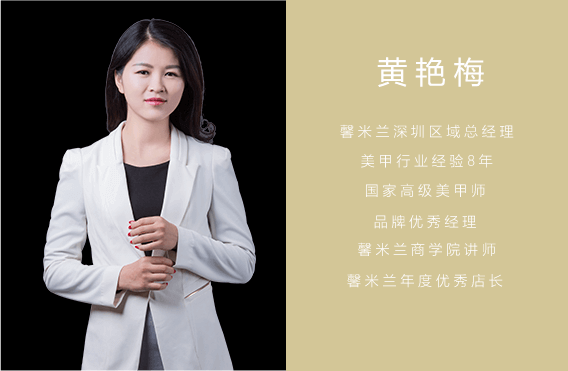 黄艳梅
馨米兰深圳区域总经理
美甲行业经验8年
国家高级美甲师
品牌优秀经理
馨米兰商学院讲师
馨米兰年度优秀店长